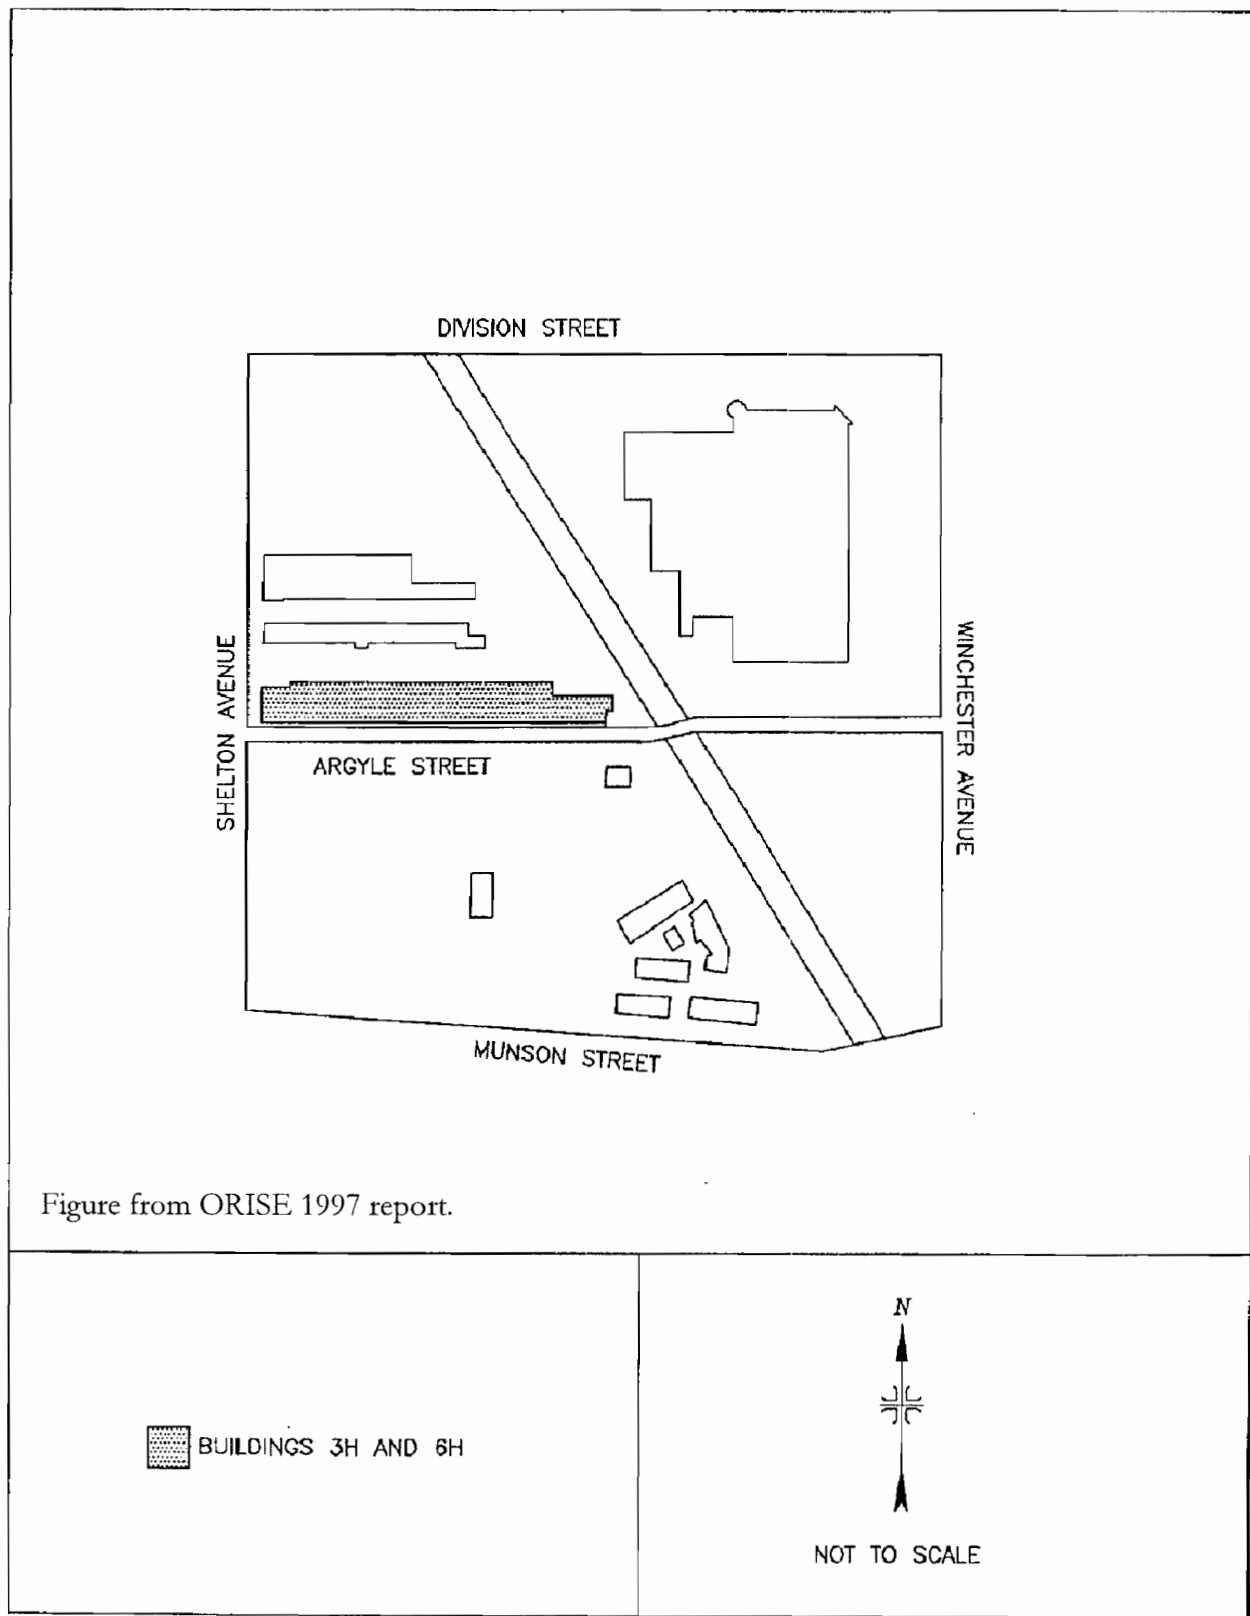 DIVISION STREET
SHELTON AVENUE
WINCHESTER AVENUE
ARGYLE STREET
MUNSON STREET
Figure from ORISE 1997 report.
BUILDINGS 3H AND 6H
N
NOT TO SCALE